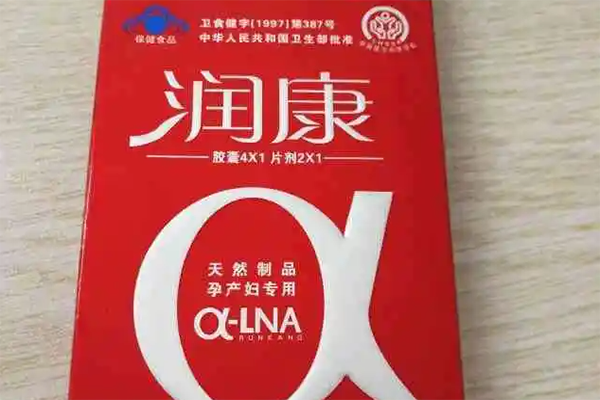 卫食健字[1997]第387号
中华人民共和国卫生部批准
保健食品
润康
胶囊4X1 片剂2X1
天然制品
孕产妇专用
α-LNA
RUNKANG